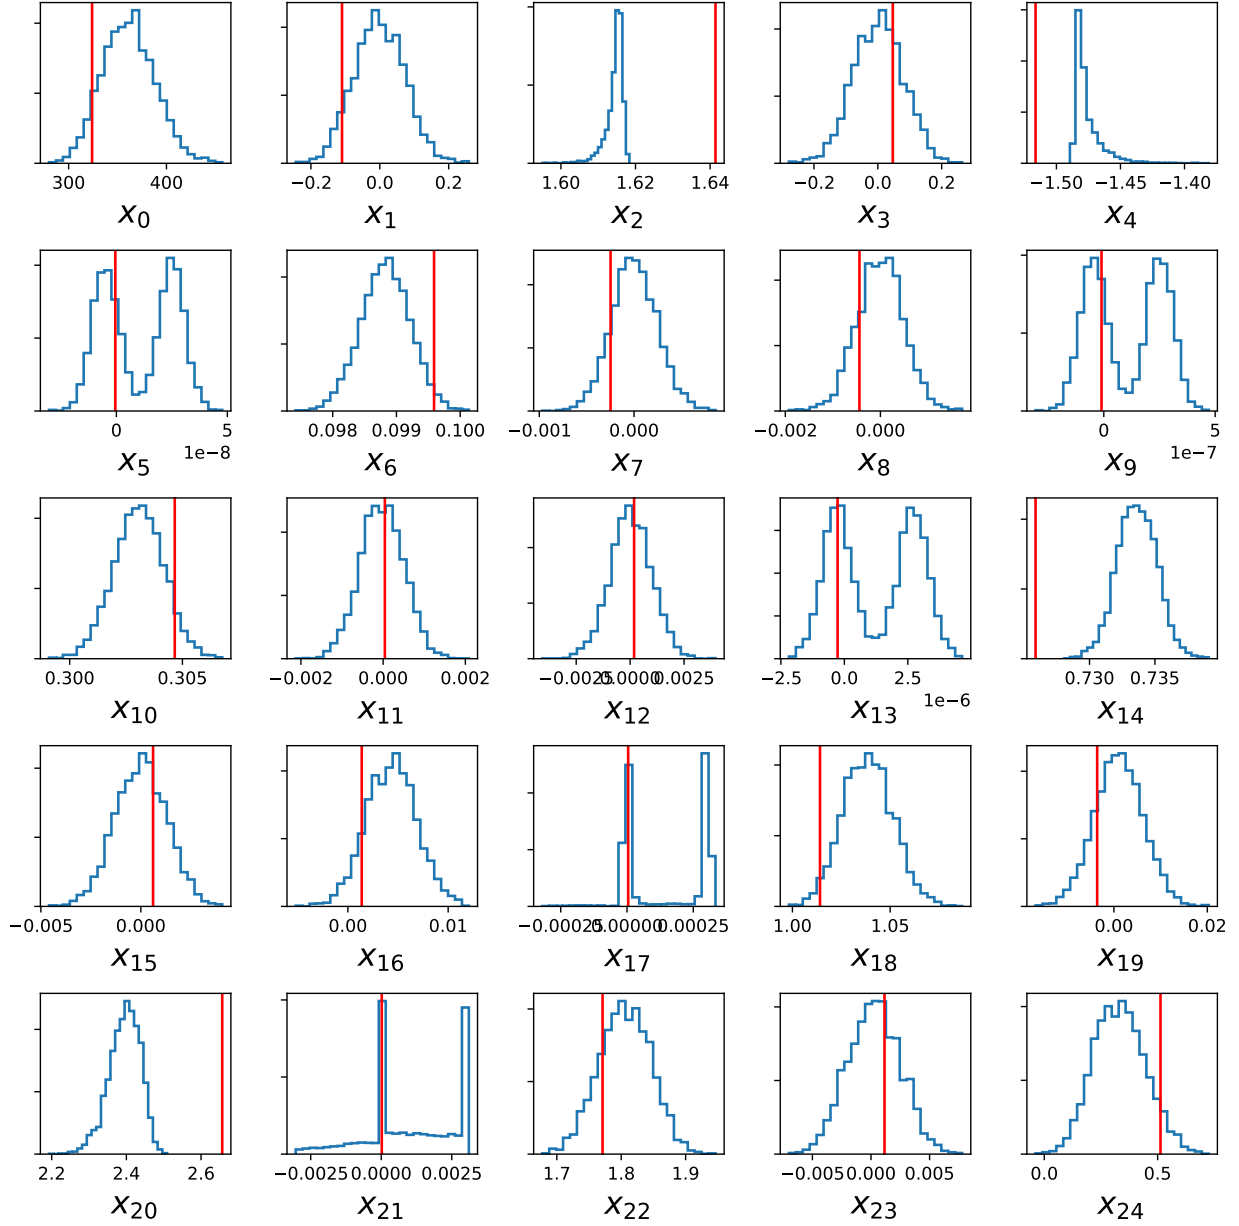 300 400
x0
−0.2 0.0 0.2
x1
1.60 1.62 1.64
x2
−0.2 0.0 0.2
x3
−1.50 −1.45 −1.40
x4
0 5
1e−8
x5
0.098 0.099 0.100
x6
−0.001 0.000
x7
−0.002 0.000
x8
0 5
1e−7
x9
0.300 0.305
x10
−0.002 0.000 0.002
x11
−0.0025 0.0000 0.0025
x12
−2.5 0.0 2.5
1e−6
x13
0.730 0.735
x14
−0.005 0.000
x15
0.00 0.01
x16
−0.00025 0.00000 0.00025
x17
1.00 1.05
x18
0.00 0.02
x19
2.2 2.4 2.6
x20
−0.0025 0.0000 0.0025
x21
1.7 1.8 1.9
x22
−0.005 0.000 0.005
x23
0.0 0.5
x24